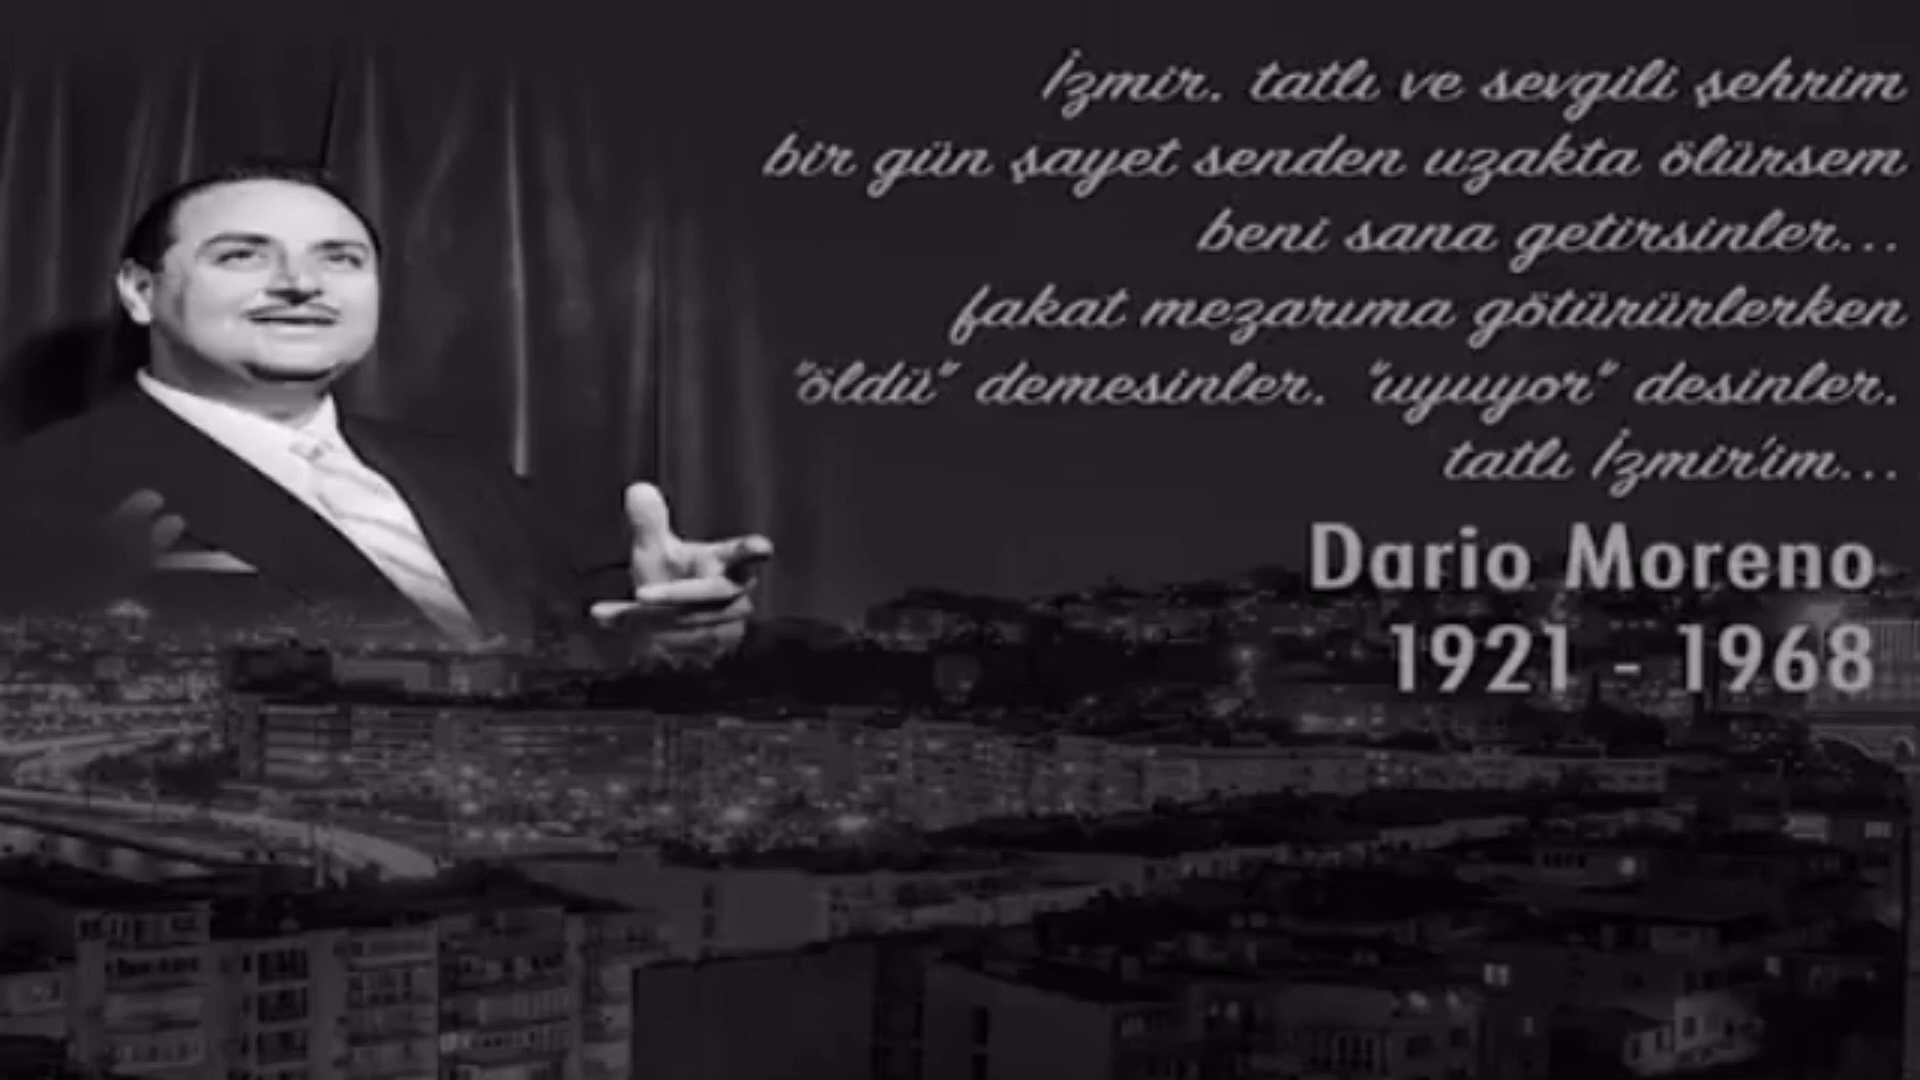 İzmir. tatlı ve sevgili şehrim
bir gün şayet senden uzakta ölürsem
beni sana getirsinler...
fakat mezarıma götürürlerken
"öldü" demesinler. "uyuyor" desinler.
tatlı İzmir'im...
Dario Moreno
1921 - 1968